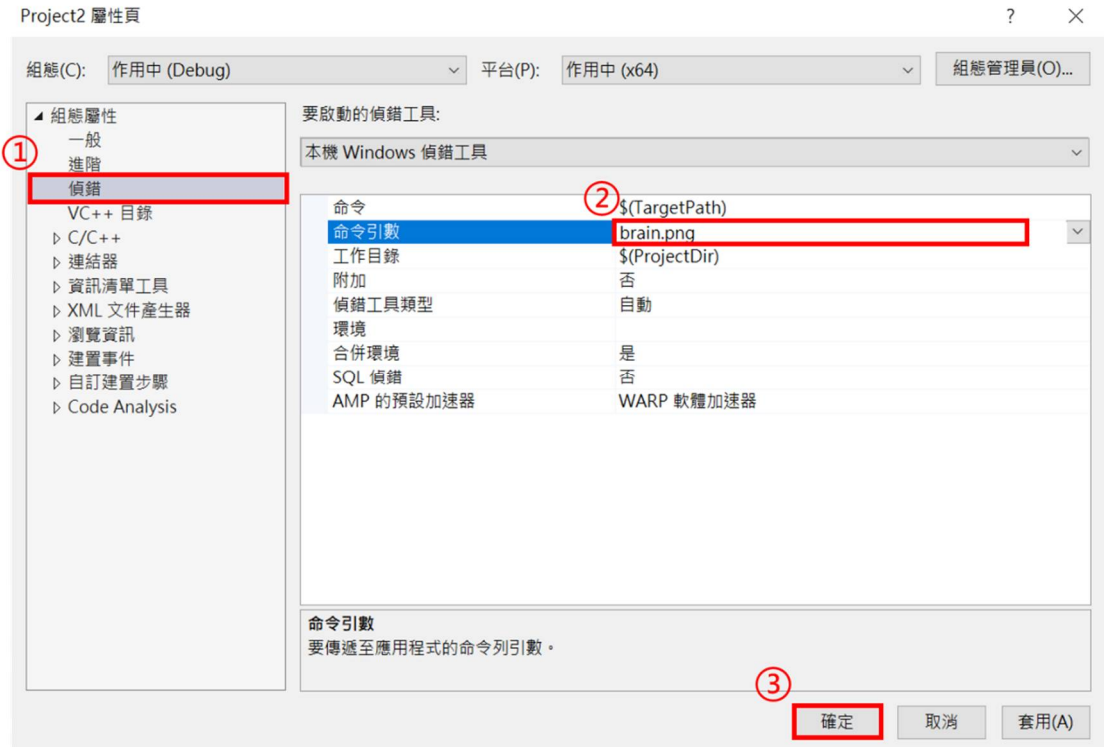 Project2 屬性頁
? ×
組態(C): 作用中 (Debug) 平台(P): 作用中 (x64) 組態管理員(O)...
組態屬性
一般
①
進階
偵錯
VC++ 目錄
C/C++
連結器
資訊清單工具
XML 文件產生器
瀏覽資訊
建置事件
自訂建置步驟
Code Analysis
要啟動的偵錯工具:
本機 Windows 偵錯工具
②
命令 $(TargetPath)
命令引數 brain.png
工作目錄 $(ProjectDir)
附加 否
偵錯工具類型 自動
環境
合併環境 是
SQL 偵錯 否
AMP 的預設加速器 WARP 軟體加速器
命令引數
要傳遞至應用程式的命令列引數。
③
確定 取消 套用(A)